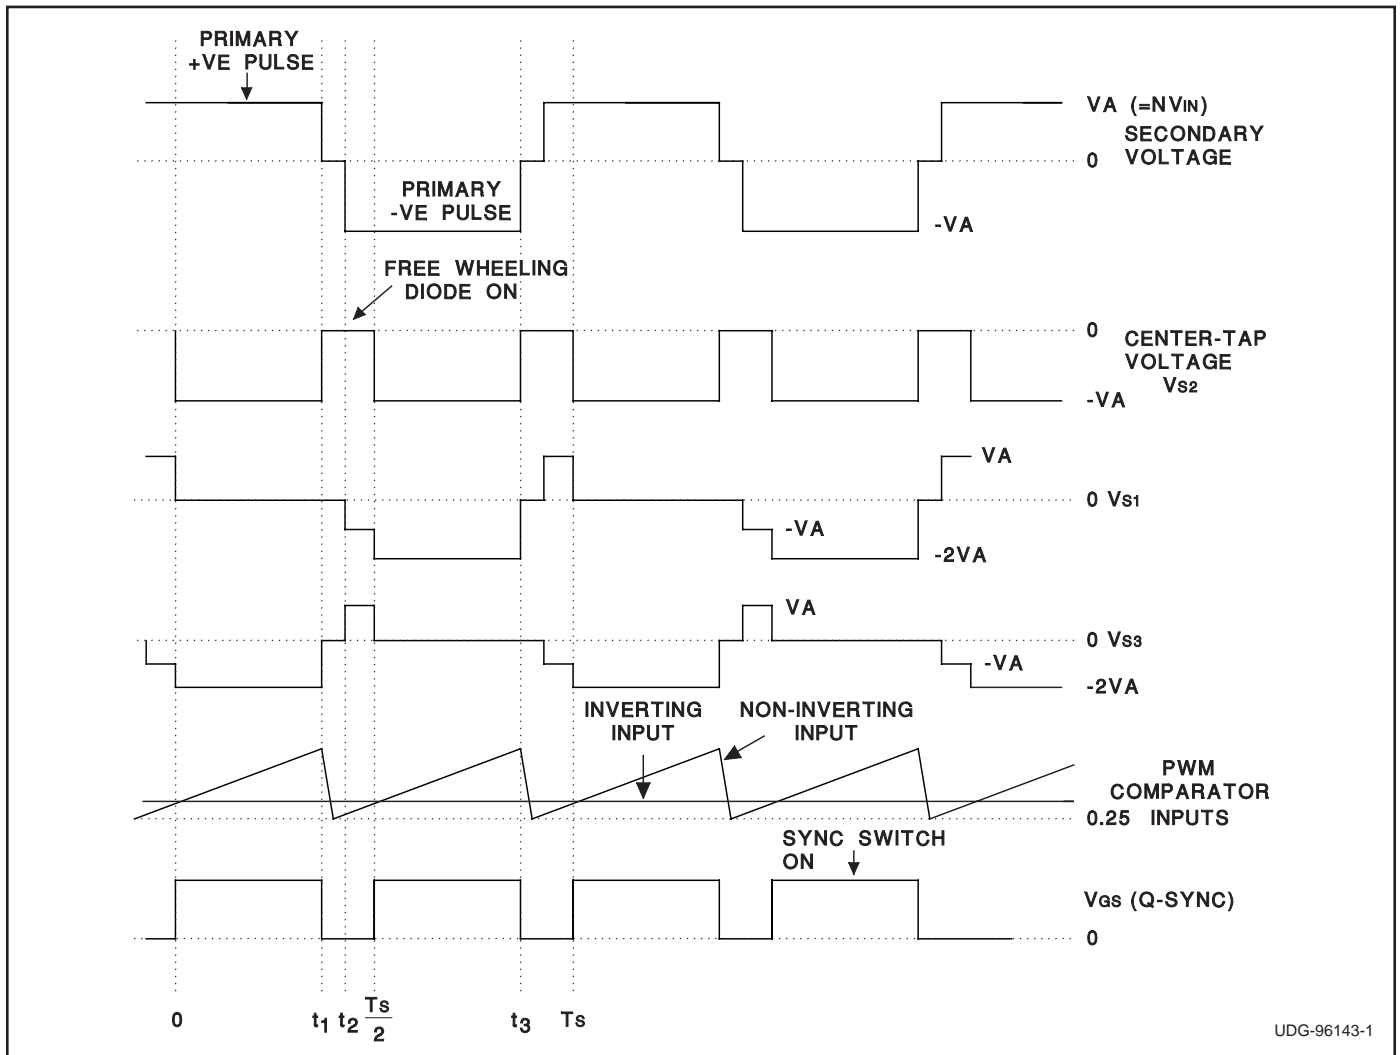 PRIMARY
+VE PULSE
VA (=NVIN)
SECONDARY
VOLTAGE
0
PRIMARY
-VE PULSE
-VA
FREE WHEELING
DIODE ON
0
CENTER-TAP
VOLTAGE
VS2
-VA
VA
0 VS1
-VA
-2VA
VA
0 VS3
-VA
-2VA
INVERTING
INPUT
NON-INVERTING
INPUT
PWM
COMPARATOR
0.25 INPUTS
SYNC SWITCH
ON
VGS (Q-SYNC)
0
0 t1 t2 Ts/2 t3 Ts
UDG-96143-1